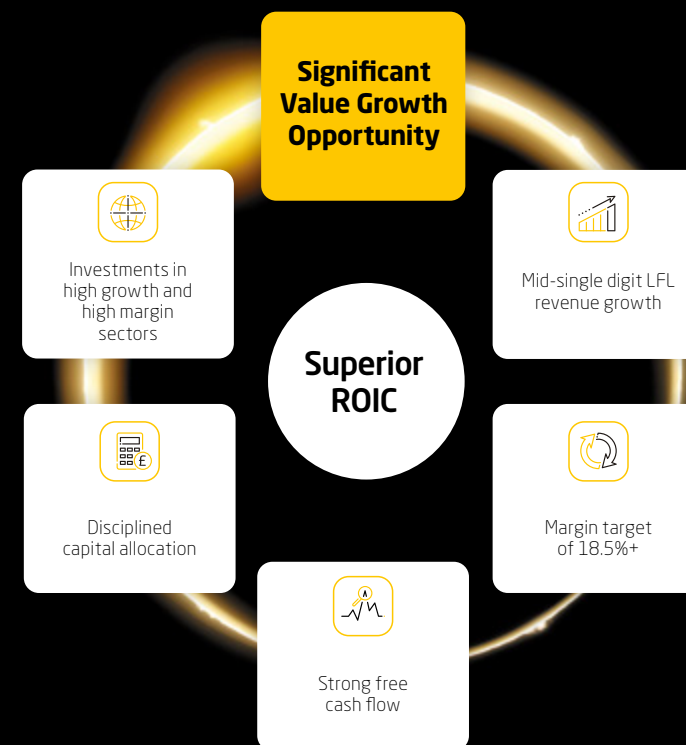 Significant
Value Growth
Opportunity
Mid-single digit LFL
revenue growth
Margin target
of 18.5%+
Strong free
cash flow
£
Disciplined
capital allocation
Investments in
high growth and
high margin
sectors
Superior
ROIC